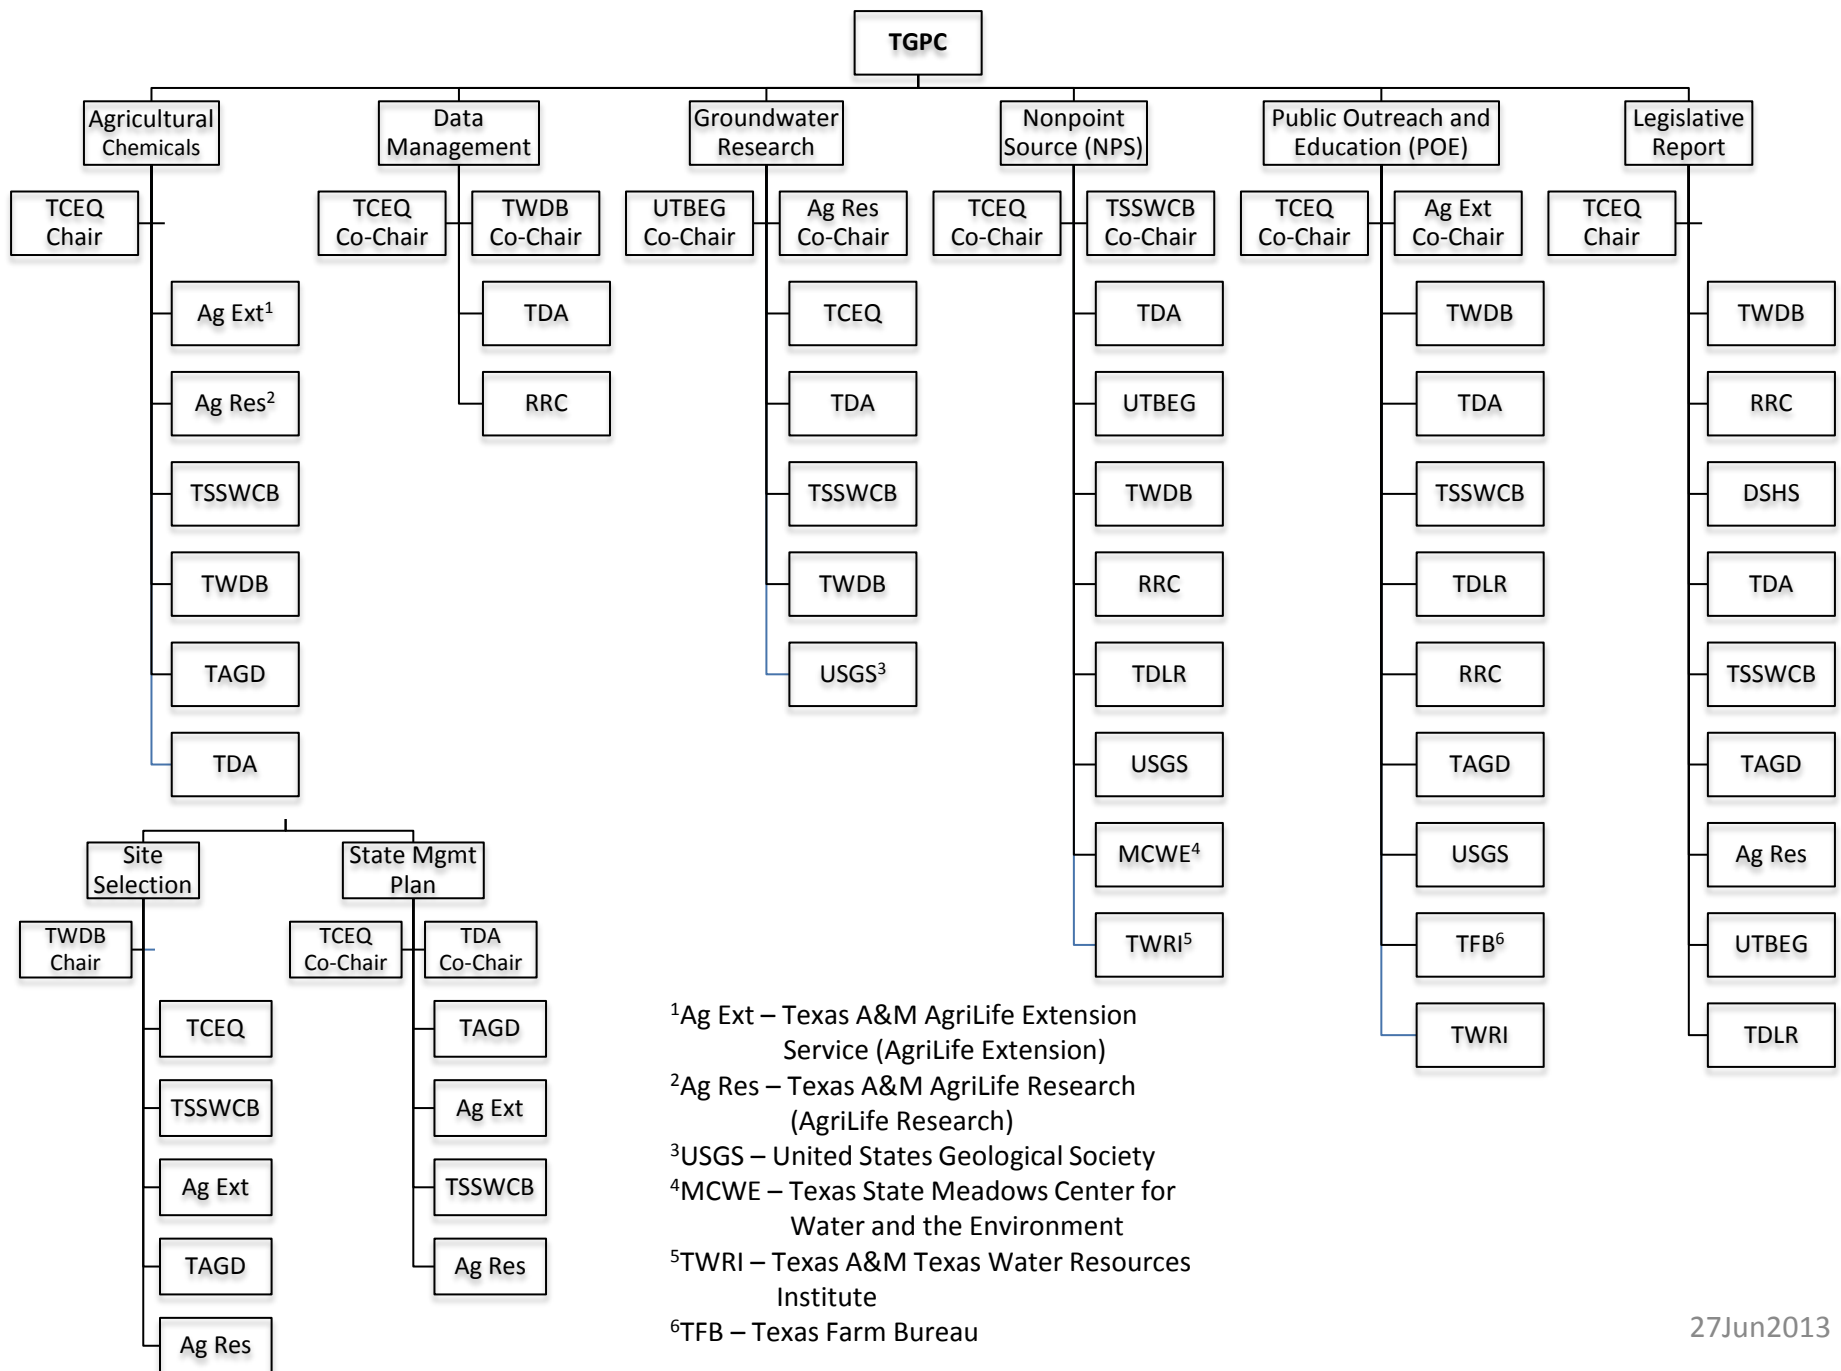 TGPC
Agricultural
Chemicals
TCEQ
Chair
Ag Ext¹
Ag Res²
TSSWCB
TWDB
TAGD
TDA
Site
Selection
TWDB
Chair
TCEQ
TSSWCB
Ag Ext
TAGD
Ag Res
State Mgmt
Plan
TCEQ
Co-Chair
TDA
Co-Chair
TAGD
Ag Ext
TSSWCB
Ag Res
Data
Management
TCEQ
Co-Chair
TWDB
Co-Chair
TDA
RRC
Groundwater
Research
UTBEG
Co-Chair
Ag Res
Co-Chair
TCEQ
TDA
TSSWCB
TWDB
USGS³
Nonpoint
Source (NPS)
TCEQ
Co-Chair
TSSWCB
Co-Chair
TDA
UTBEG
TWDB
RRC
TDLR
USGS
MCWE⁴
TWRI⁵
Public Outreach and
Education (POE)
TCEQ
Co-Chair
Ag Ext
Co-Chair
TWDB
TDA
TSSWCB
TDLR
RRC
TAGD
USGS
TFB⁶
TWRI
Legislative
Report
TCEQ
Chair
TWDB
RRC
DSHS
TDA
TSSWCB
TAGD
Ag Res
UTBEG
TDLR
¹Ag Ext – Texas A&M AgriLife Extension
Service (AgriLife Extension)
²Ag Res – Texas A&M AgriLife Research
(AgriLife Research)
³USGS – United States Geological Society
⁴MCWE – Texas State Meadows Center for
Water and the Environment
⁵TWRI – Texas A&M Texas Water Resources
Institute
⁶TFB – Texas Farm Bureau
27Jun2013